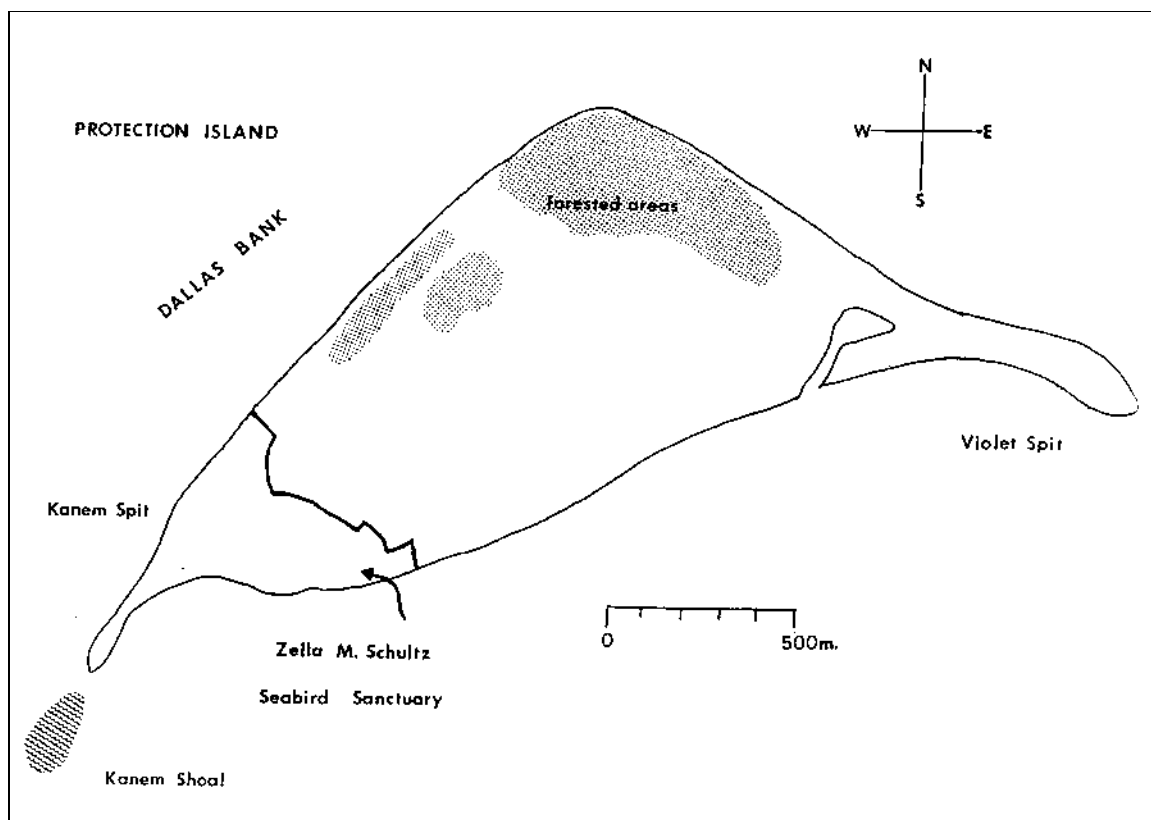 PROTECTION ISLAND
N
W E
S
DALLAS BANK
forested areas
Violet Spit
Kanem Spit
0 500m.
Zella M. Schultz
Seabird Sanctuary
Kanem Shoal